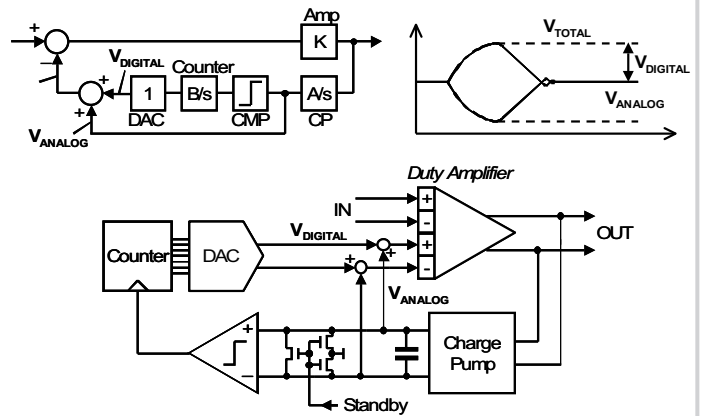 Amp
K
+
−
+
V_DIGITAL
Counter
1
B/s
A/s
DAC
CMP
CP
+
V_ANALOG
V_TOTAL
V_DIGITAL
V_ANALOG
Duty Amplifier
IN
+
-
+
-
OUT
Counter
DAC
V_DIGITAL
+
+
V_ANALOG
+
−
Charge
Pump
Standby